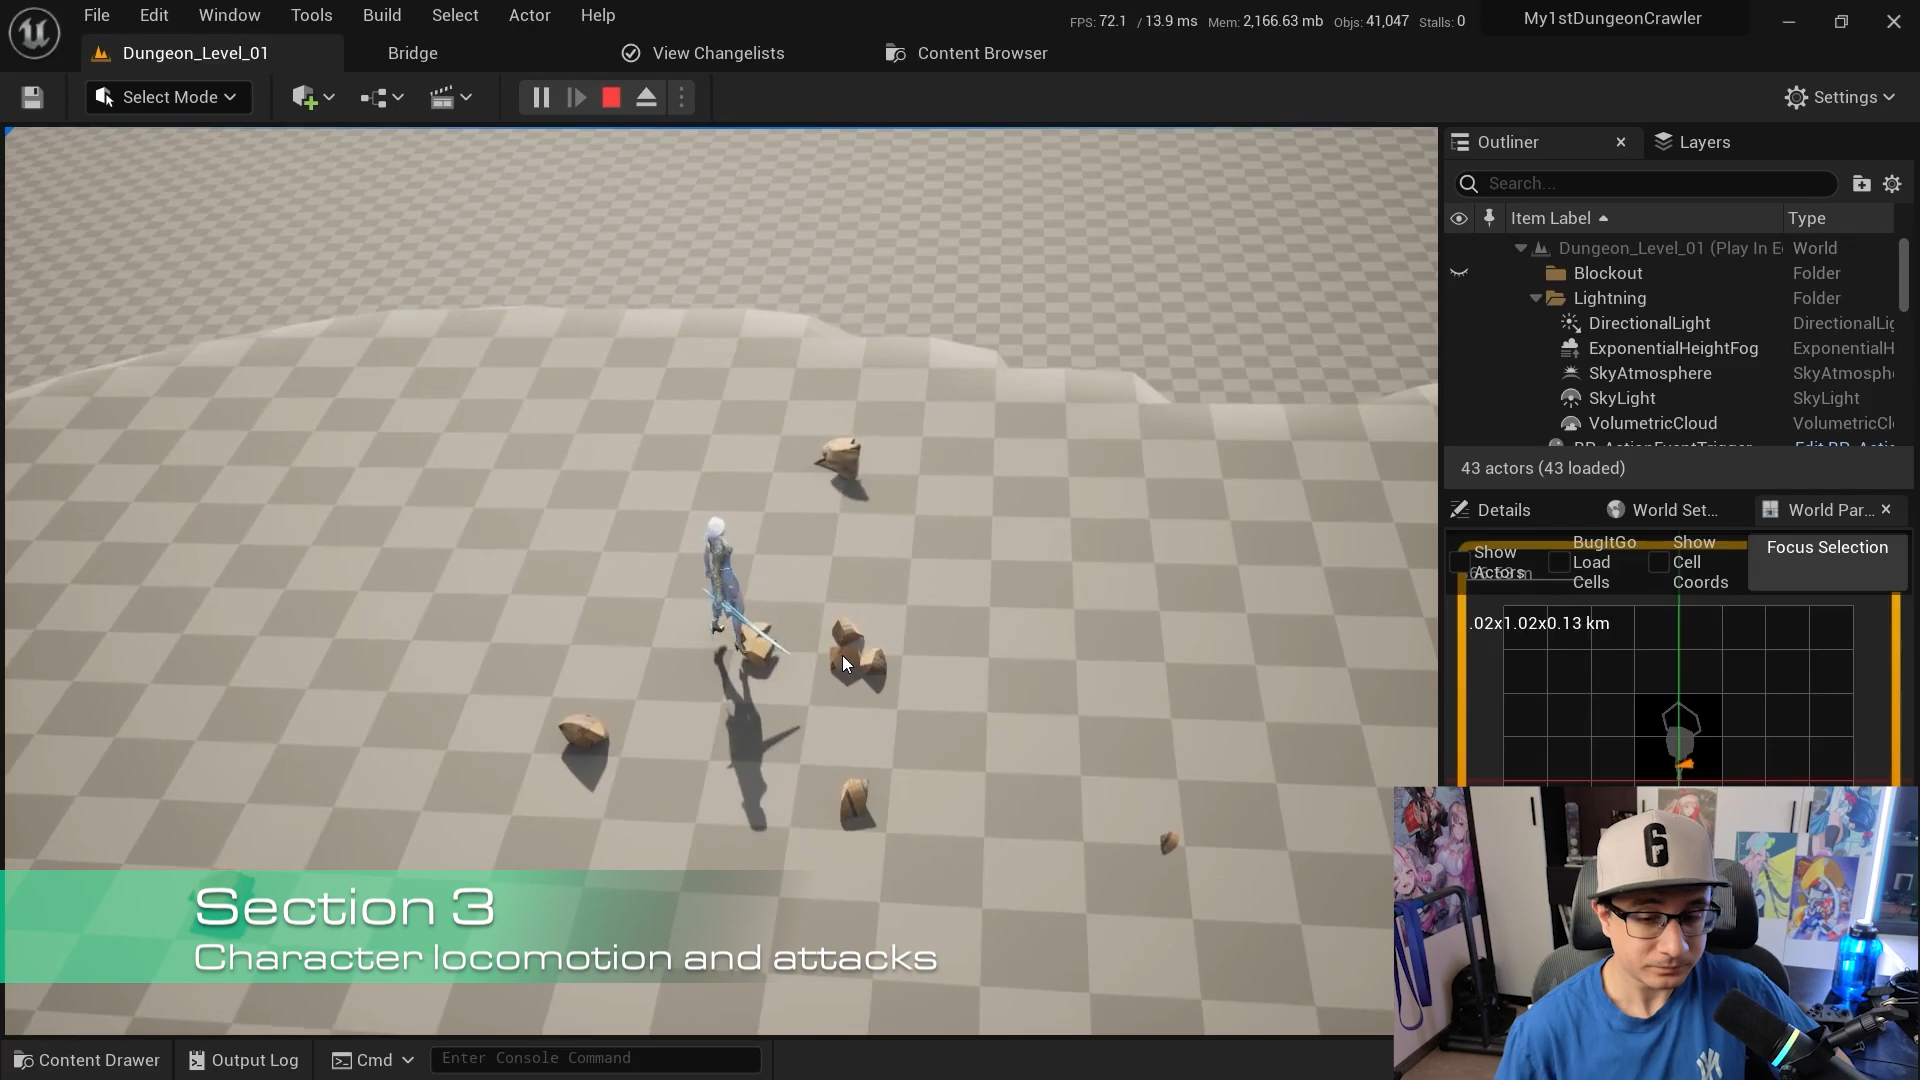 File Edit Window Tools Build Select Actor Help
FPS: 72.1 / 13.9 ms Mem: 2,166.63 mb Objs: 41,047 Stalls: 0
My1stDungeonCrawler
Dungeon_Level_01
Bridge
View Changelists
Content Browser
Select Mode
Settings
Outliner
Layers
Search...
Item Label
Type
Dungeon_Level_01 (Play In E
World
Blockout
Folder
Lightning
Folder
DirectionalLight
DirectionalLig
ExponentialHeightFog
ExponentialH
SkyAtmosphere
SkyAtmosph
SkyLight
SkyLight
VolumetricCloud
VolumetricCl
43 actors (43 loaded)
Details
World Set...
World Par...
Show
Actors
BugItGo
Load
Cells
Show
Cell
Coords
Focus Selection
.02x1.02x0.13 km
6
Section 3
Character locomotion and attacks
Content Drawer
Output Log
Cmd
Enter Console Command